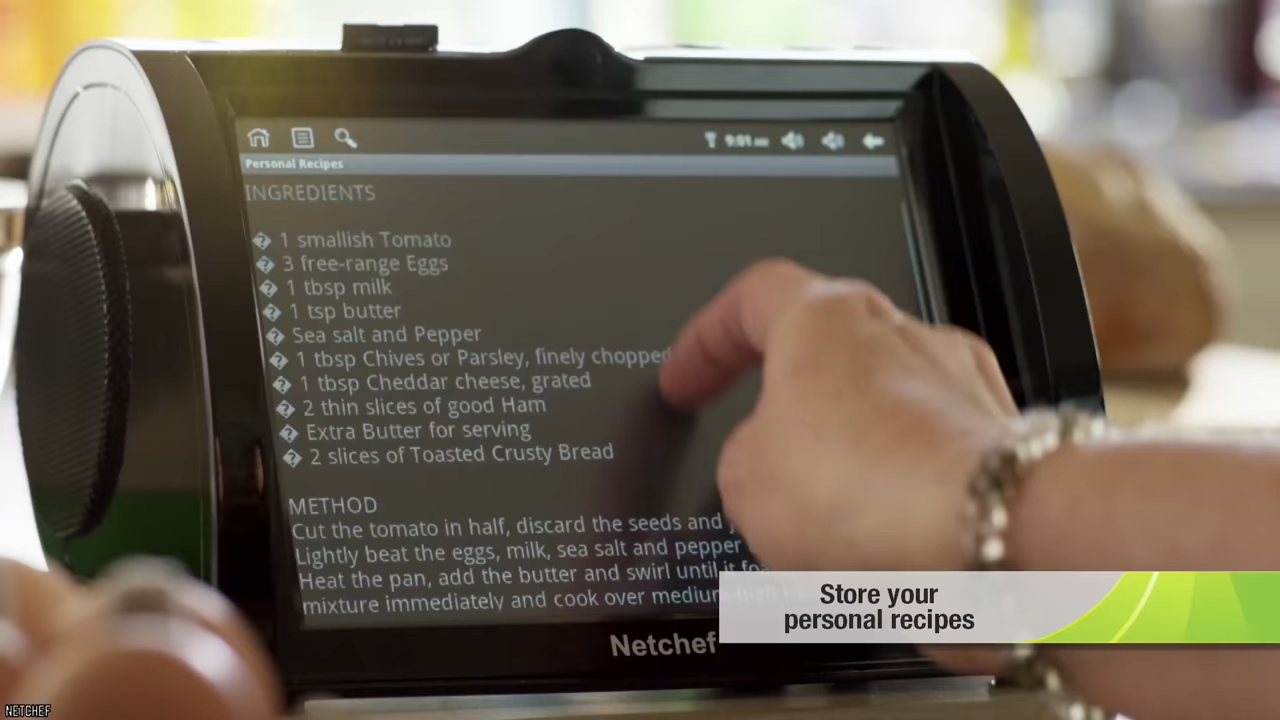 9:01 am
Personal Recipes
INGREDIENTS
� 1 smallish Tomato
� 3 free-range Eggs
� 1 tbsp milk
� 1 tsp butter
� Sea salt and Pepper
� 1 tbsp Chives or Parsley, finely chopped
� 1 tbsp Cheddar cheese, grated
� 2 thin slices of good Ham
� Extra Butter for serving
� 2 slices of Toasted Crusty Bread
METHOD
Cut the tomato in half, discard the seeds and
Lightly beat the eggs, milk, sea salt and pepper
Heat the pan, add the butter and swirl until it
mixture immediately and cook over medium-high
Store your
personal recipes
Netchef
NETCHEF